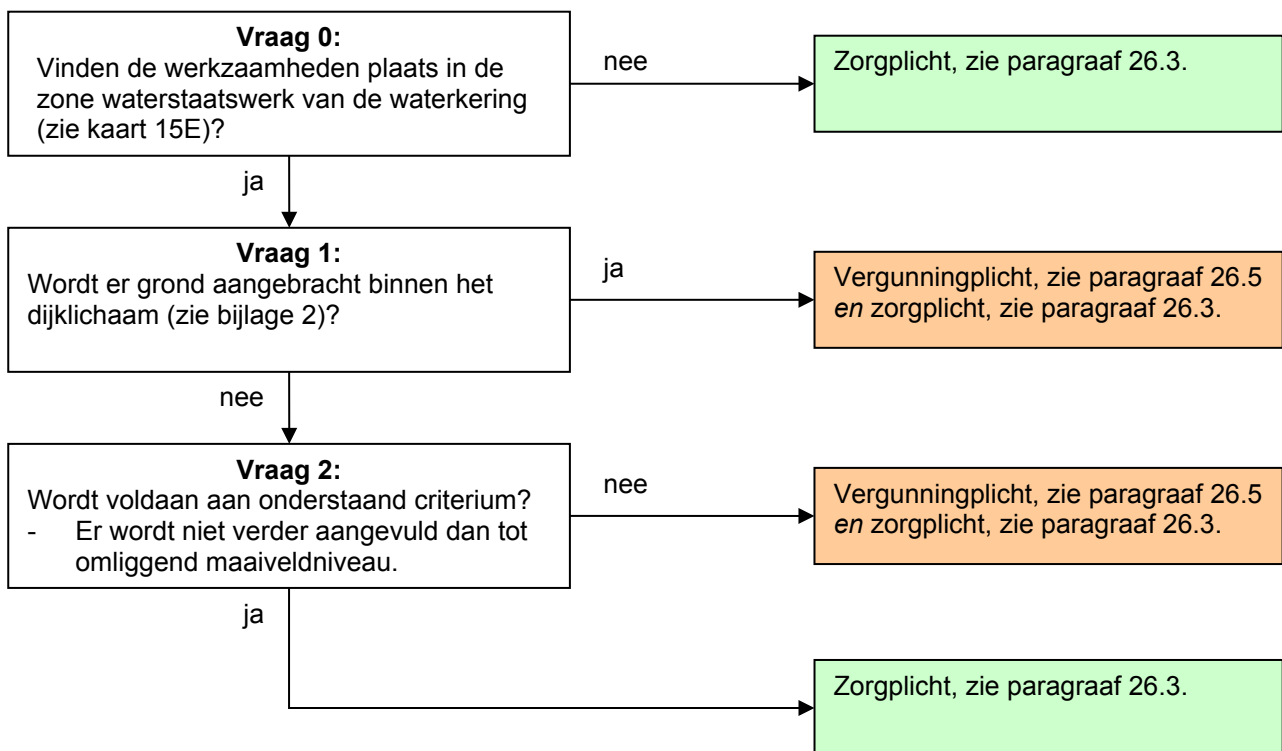 Vraag 0:
Vinden de werkzaamheden plaats in de
zone waterstaatswerk van de waterkering
(zie kaart 15E)?
nee
Zorgplicht, zie paragraaf 26.3.
ja
Vraag 1:
Wordt er grond aangebracht binnen het
dijklichaam (zie bijlage 2)?
ja
Vergunningplicht, zie paragraaf 26.5
en zorgplicht, zie paragraaf 26.3.
nee
Vraag 2:
Wordt voldaan aan onderstaand criterium?
- Er wordt niet verder aangevuld dan tot
omliggend maaiveldniveau.
nee
Vergunningplicht, zie paragraaf 26.5
en zorgplicht, zie paragraaf 26.3.
ja
Zorgplicht, zie paragraaf 26.3.